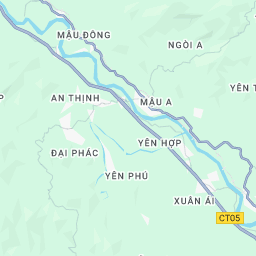 MẬU ĐÔNG
NGÒI A
YÊN T
AN THỊNH
MẬU A
YÊN HỢP
ĐẠI PHÁC
YÊN PHÚ
XUÂN ÁI
CT05